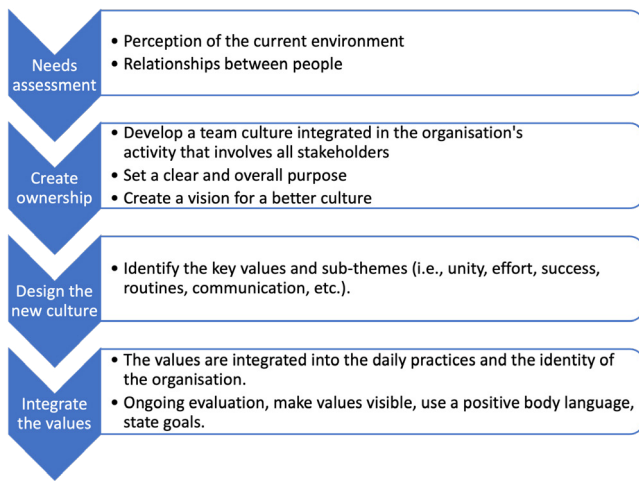 Needs
assessment
• Perception of the current environment
• Relationships between people
Create
ownership
• Develop a team culture integrated in the organisation's
activity that involves all stakeholders
• Set a clear and overall purpose
• Create a vision for a better culture
Design the
new culture
• Identify the key values and sub-themes (i.e., unity, effort, success,
routines, communication, etc.).
Integrate
the values
• The values are integrated into the daily practices and the identity of
the organisation.
• Ongoing evaluation, make values visible, use a positive body language,
state goals.